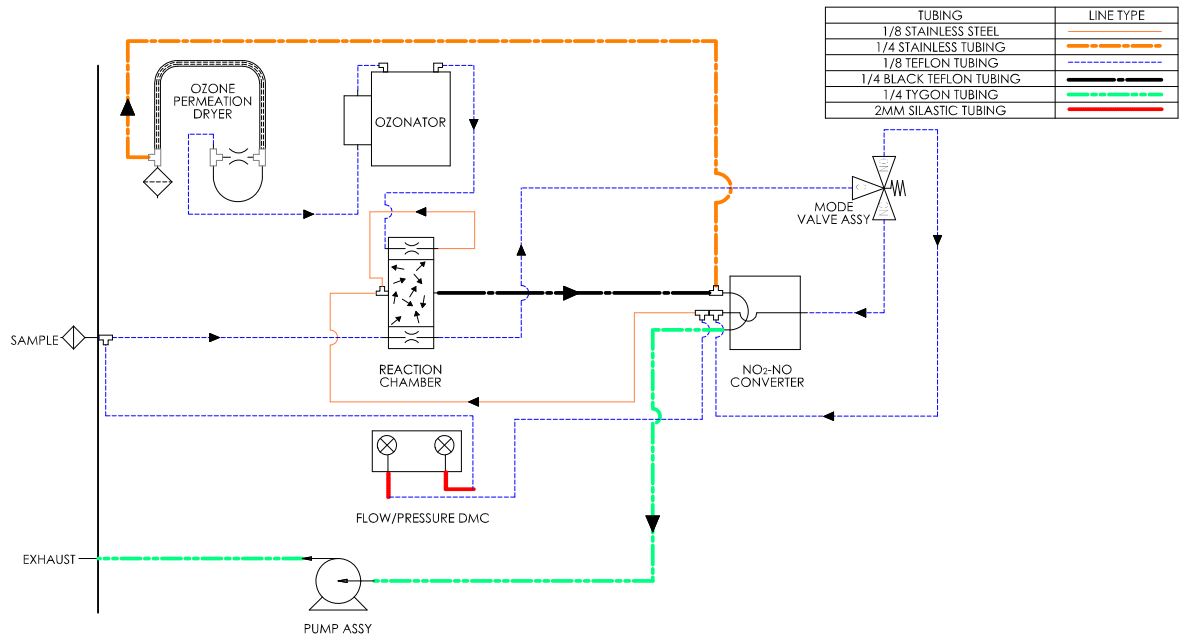 TUBING LINE TYPE
1/8 STAINLESS STEEL
1/4 STAINLESS TUBING
1/8 TEFLON TUBING
1/4 BLACK TEFLON TUBING
1/4 TYGON TUBING
2MM SILASTIC TUBING
OZONE
PERMEATION
DRYER
OZONATOR
MODE
VALVE ASSY
SAMPLE
REACTION
CHAMBER
NO₂-NO
CONVERTER
FLOW/PRESSURE DMC
EXHAUST
PUMP ASSY